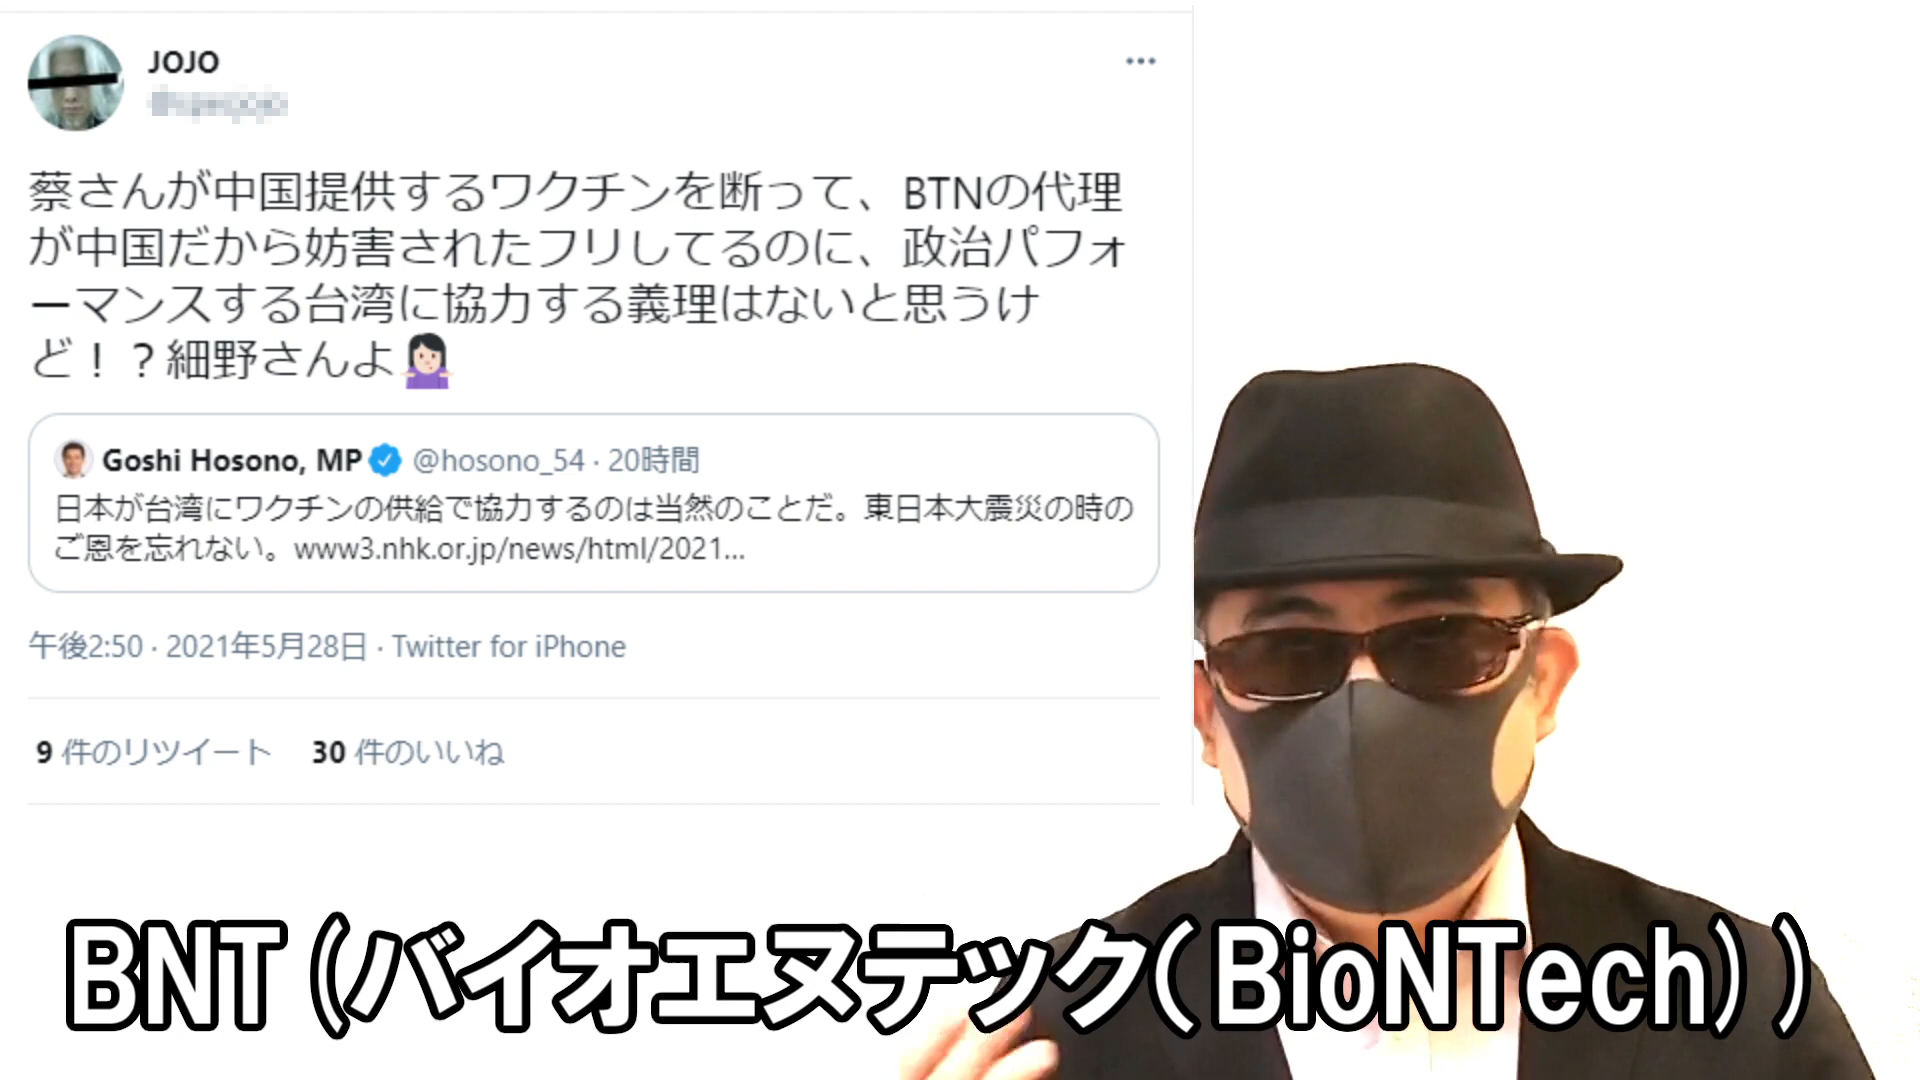 JOJO
蔡さんが中国提供するワクチンを断って、BTNの代理
が中国だから妨害されたフリしてるのに、政治パフォ
ーマンスする台湾に協力する義理はないと思うけ
ど！？細野さんよ🤷🏻‍♀️
Goshi Hosono, MP @hosono_54 · 20時間
日本が台湾にワクチンの供給で協力するのは当然のことだ。東日本大震災の時の
ご恩を忘れない。www3.nhk.or.jp/news/html/2021...
午後2:50 · 2021年5月28日 · Twitter for iPhone
9 件のリツイート 30 件のいいね
BNT(バイオエヌテック(BioNTech))